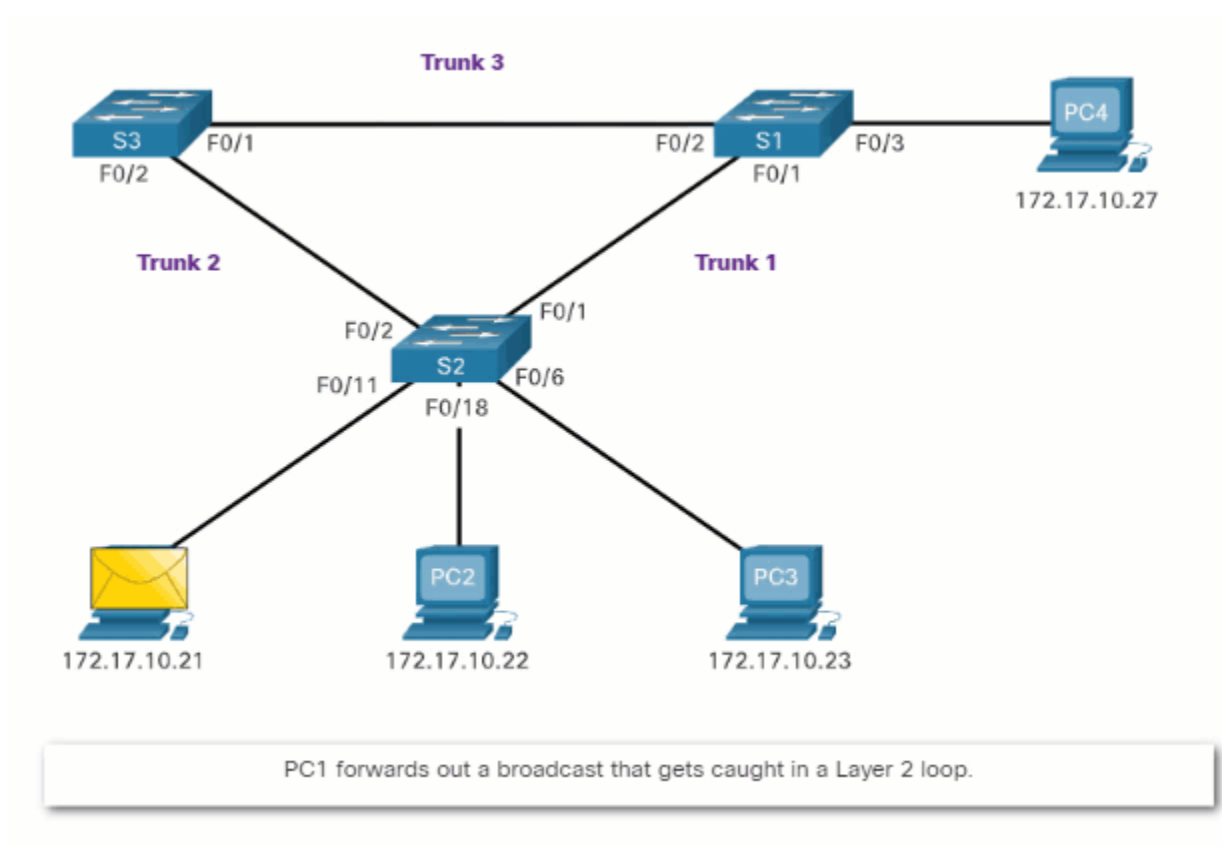 Trunk 3
S3
F0/1
F0/2
S1
F0/3
PC4
F0/2
F0/1
172.17.10.27
Trunk 2
Trunk 1
F0/2
F0/1
S2
F0/11
F0/6
F0/18
PC2
PC3
172.17.10.21
172.17.10.22
172.17.10.23
PC1 forwards out a broadcast that gets caught in a Layer 2 loop.